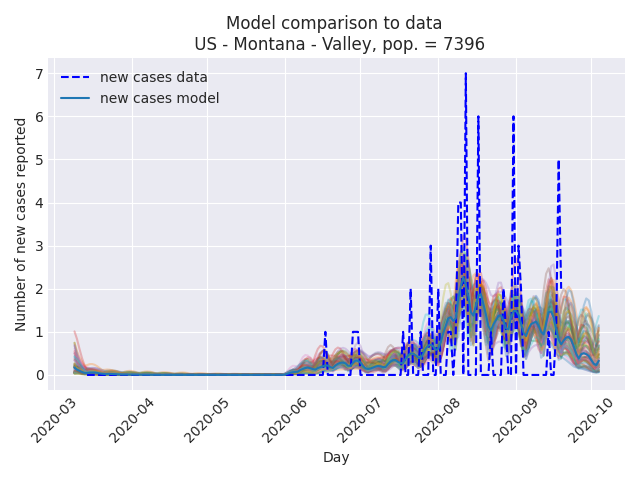 Model comparison to data
US - Montana - Valley, pop. = 7396
new cases data
new cases model
Number of new cases reported
7
6
5
4
3
2
1
0
2020-03
2020-04
2020-05
2020-06
2020-07
2020-08
2020-09
2020-10
Day